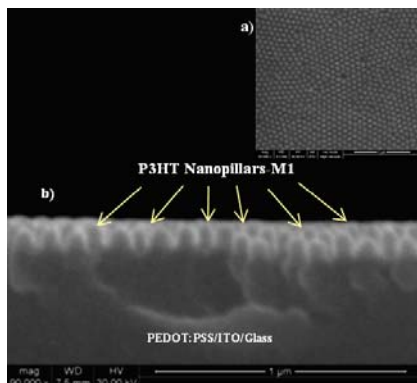 a)
P3HT Nanopillars-M1
b)
PEDOT:PSS/ITO/Glass
mag WD HV
1 µm